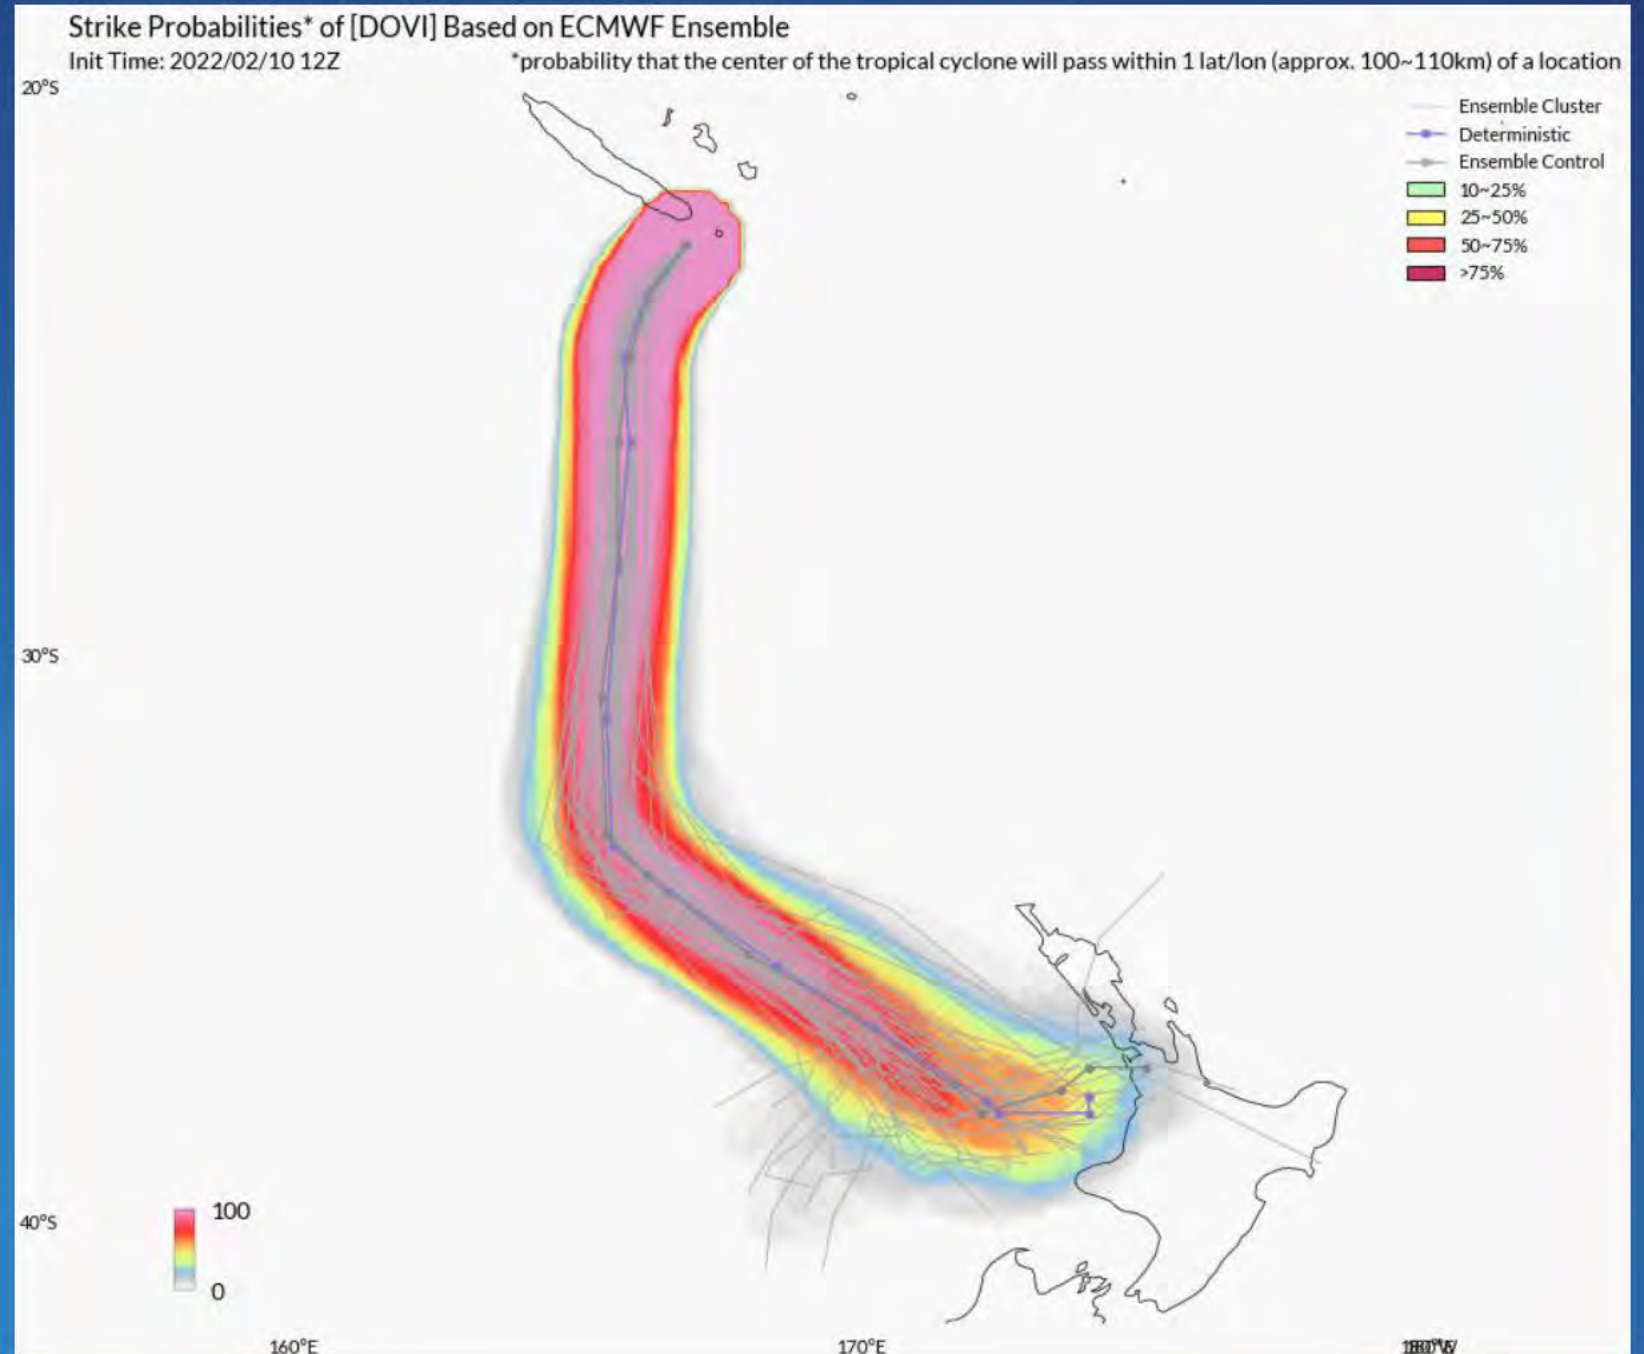 Strike Probabilities* of [DOVI] Based on ECMWF Ensemble
Init Time: 2022/02/10 12Z
*probability that the center of the tropical cyclone will pass within 1 lat/lon (approx. 100~110km) of a location
20°S
Ensemble Cluster
Deterministic
Ensemble Control
10~25%
25~50%
50~75%
>75%
30°S
100
0
40°S
160°E
170°E